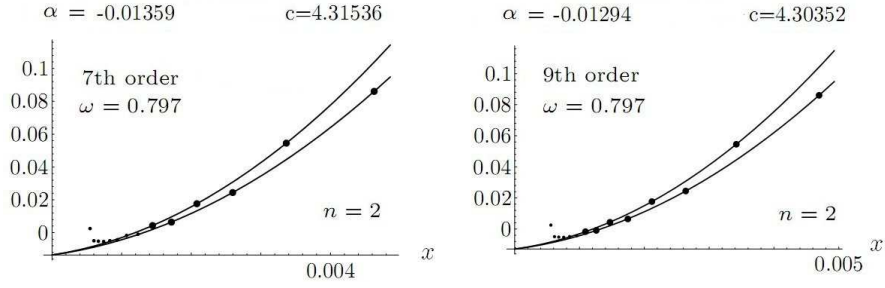 α = -0.01359 c=4.31536
0.1
0.08
0.06
0.04
0.02
0
7th order
ω = 0.797
n = 2
x
0.004
α = -0.01294 c=4.30352
0.1
0.08
0.06
0.04
0.02
0
9th order
ω = 0.797
n = 2
x
0.005